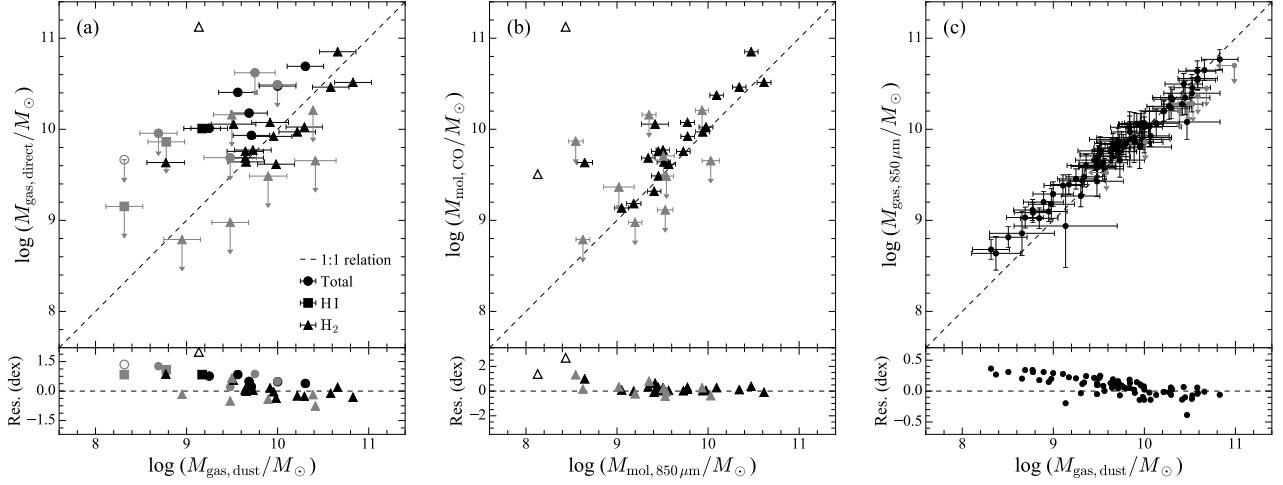 (a)
11
10
9
8
log (M_gas, direct/M_⊙)
1:1 relation
Total
HI
H₂
1.5
0.0
−1.5
Res. (dex)
8 9 10 11
log (M_gas, dust/M_⊙)
(b)
11
10
9
8
log (M_mol, CO/M_⊙)
2
0
−2
Res. (dex)
8 9 10 11
log (M_mol, 850 μm/M_⊙)
(c)
11
10
9
8
log (M_gas, 850 μm/M_⊙)
0.5
0.0
−0.5
Res. (dex)
8 9 10 11
log (M_gas, dust/M_⊙)